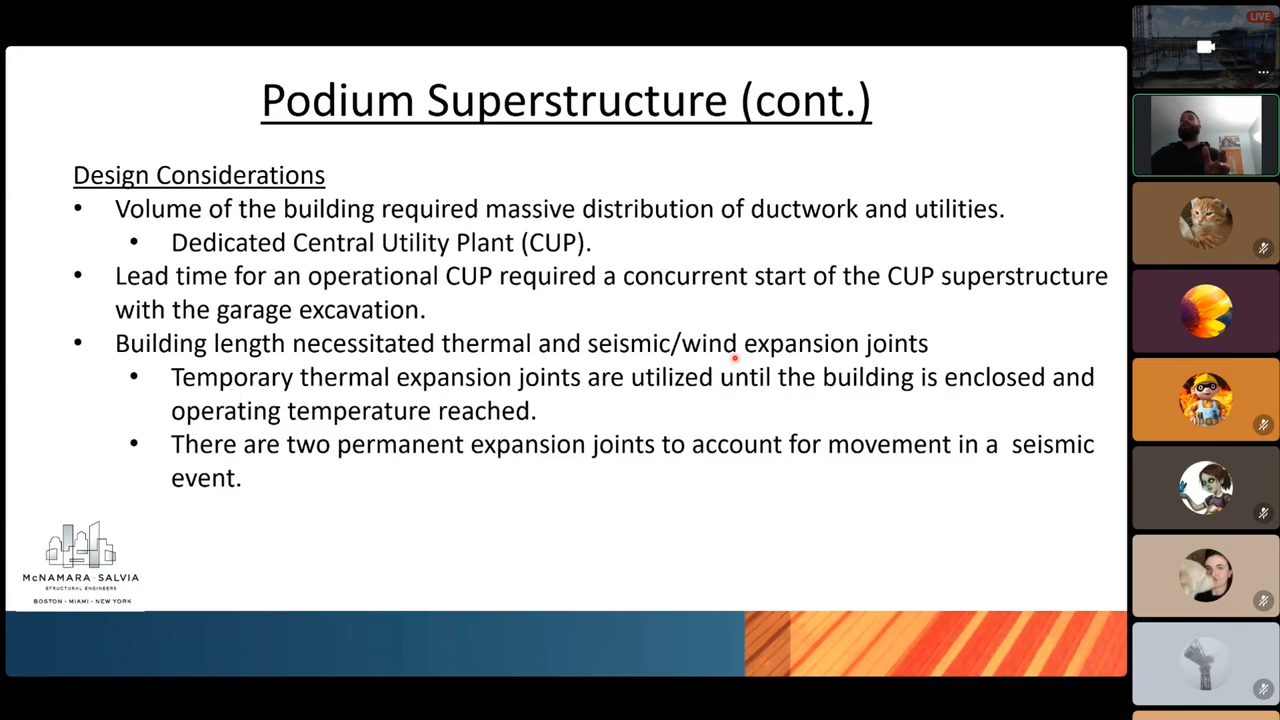 Podium Superstructure (cont.)
Design Considerations
• Volume of the building required massive distribution of ductwork and utilities.
• Dedicated Central Utility Plant (CUP).
• Lead time for an operational CUP required a concurrent start of the CUP superstructure
with the garage excavation.
• Building length necessitated thermal and seismic/wind expansion joints
• Temporary thermal expansion joints are utilized until the building is enclosed and
operating temperature reached.
• There are two permanent expansion joints to account for movement in a seismic
event.
McNAMARA • SALVIA
STRUCTURAL ENGINEERS
BOSTON • MIAMI • NEW YORK
LIVE